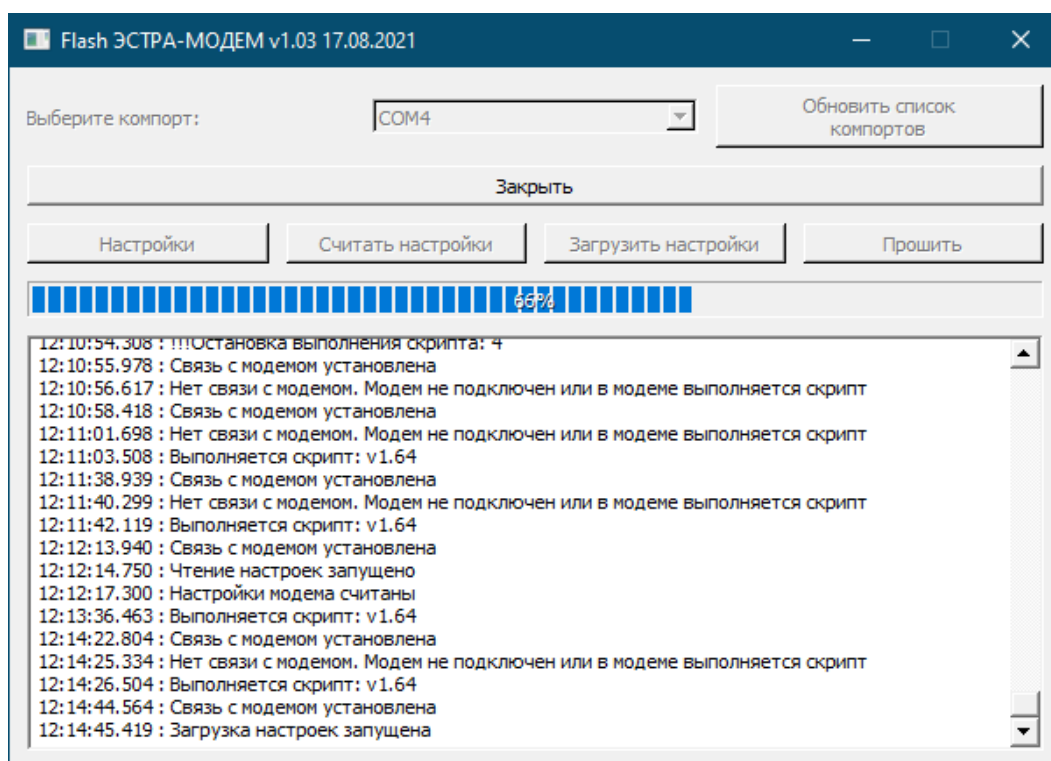 Flash ЭСТРА-МОДЕМ v1.03 17.08.2021
Выберите компорт:
COM4
Обновить список
компортов
Закрыть
Настройки
Считать настройки
Загрузить настройки
Прошить
66%
12:10:54.308 : !!!Остановка выполнения скрипта: 4
12:10:55.978 : Связь с модемом установлена
12:10:56.617 : Нет связи с модемом. Модем не подключен или в модеме выполняется скрипт
12:10:58.418 : Связь с модемом установлена
12:11:01.698 : Нет связи с модемом. Модем не подключен или в модеме выполняется скрипт
12:11:03.508 : Выполняется скрипт: v1.64
12:11:38.939 : Связь с модемом установлена
12:11:40.299 : Нет связи с модемом. Модем не подключен или в модеме выполняется скрипт
12:11:42.119 : Выполняется скрипт: v1.64
12:12:13.940 : Связь с модемом установлена
12:12:14.750 : Чтение настроек запущено
12:12:17.300 : Настройки модема считаны
12:13:36.463 : Выполняется скрипт: v1.64
12:14:22.804 : Связь с модемом установлена
12:14:25.334 : Нет связи с модемом. Модем не подключен или в модеме выполняется скрипт
12:14:26.504 : Выполняется скрипт: v1.64
12:14:44.564 : Связь с модемом установлена
12:14:45.419 : Загрузка настроек запущена